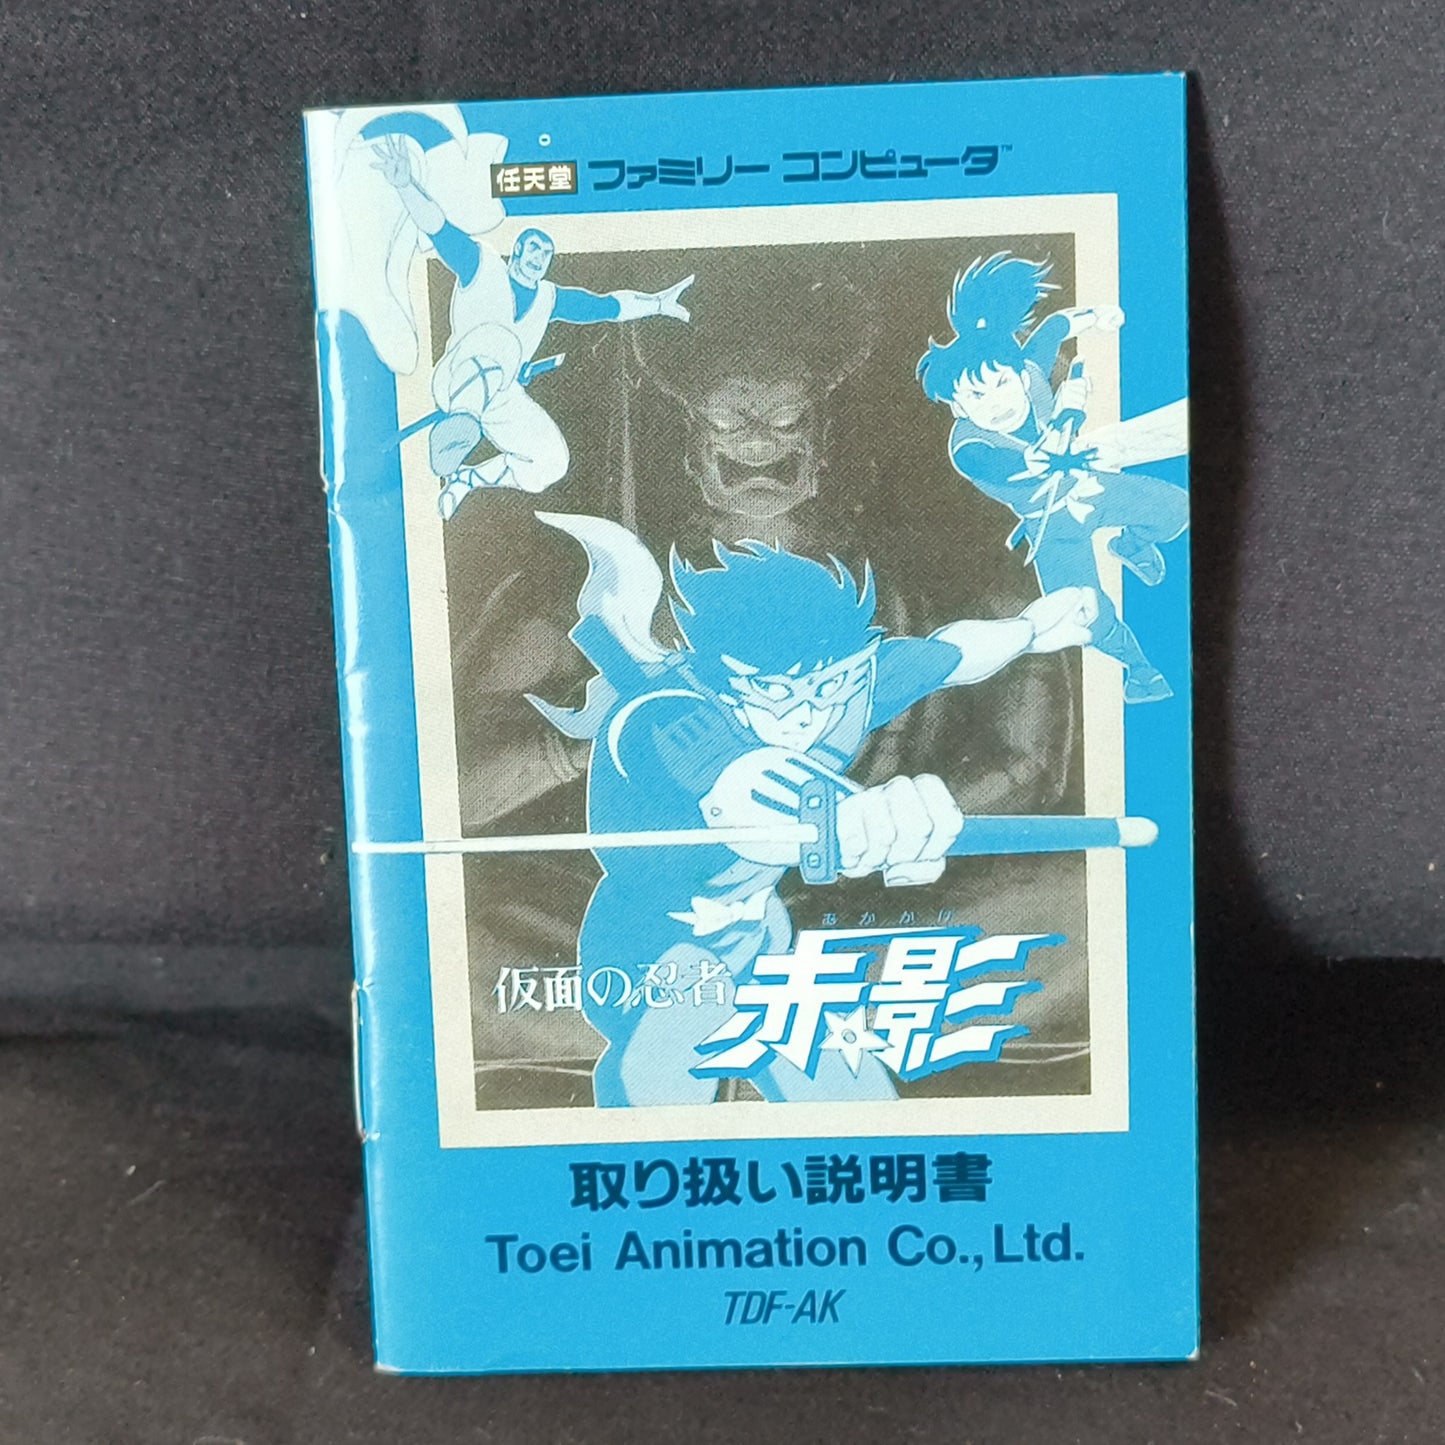 任天堂 ファミリー コンピュータ™
あかかげ
仮面の忍者 赤影
取り扱い説明書
Toei Animation Co., Ltd.
TDF-AK